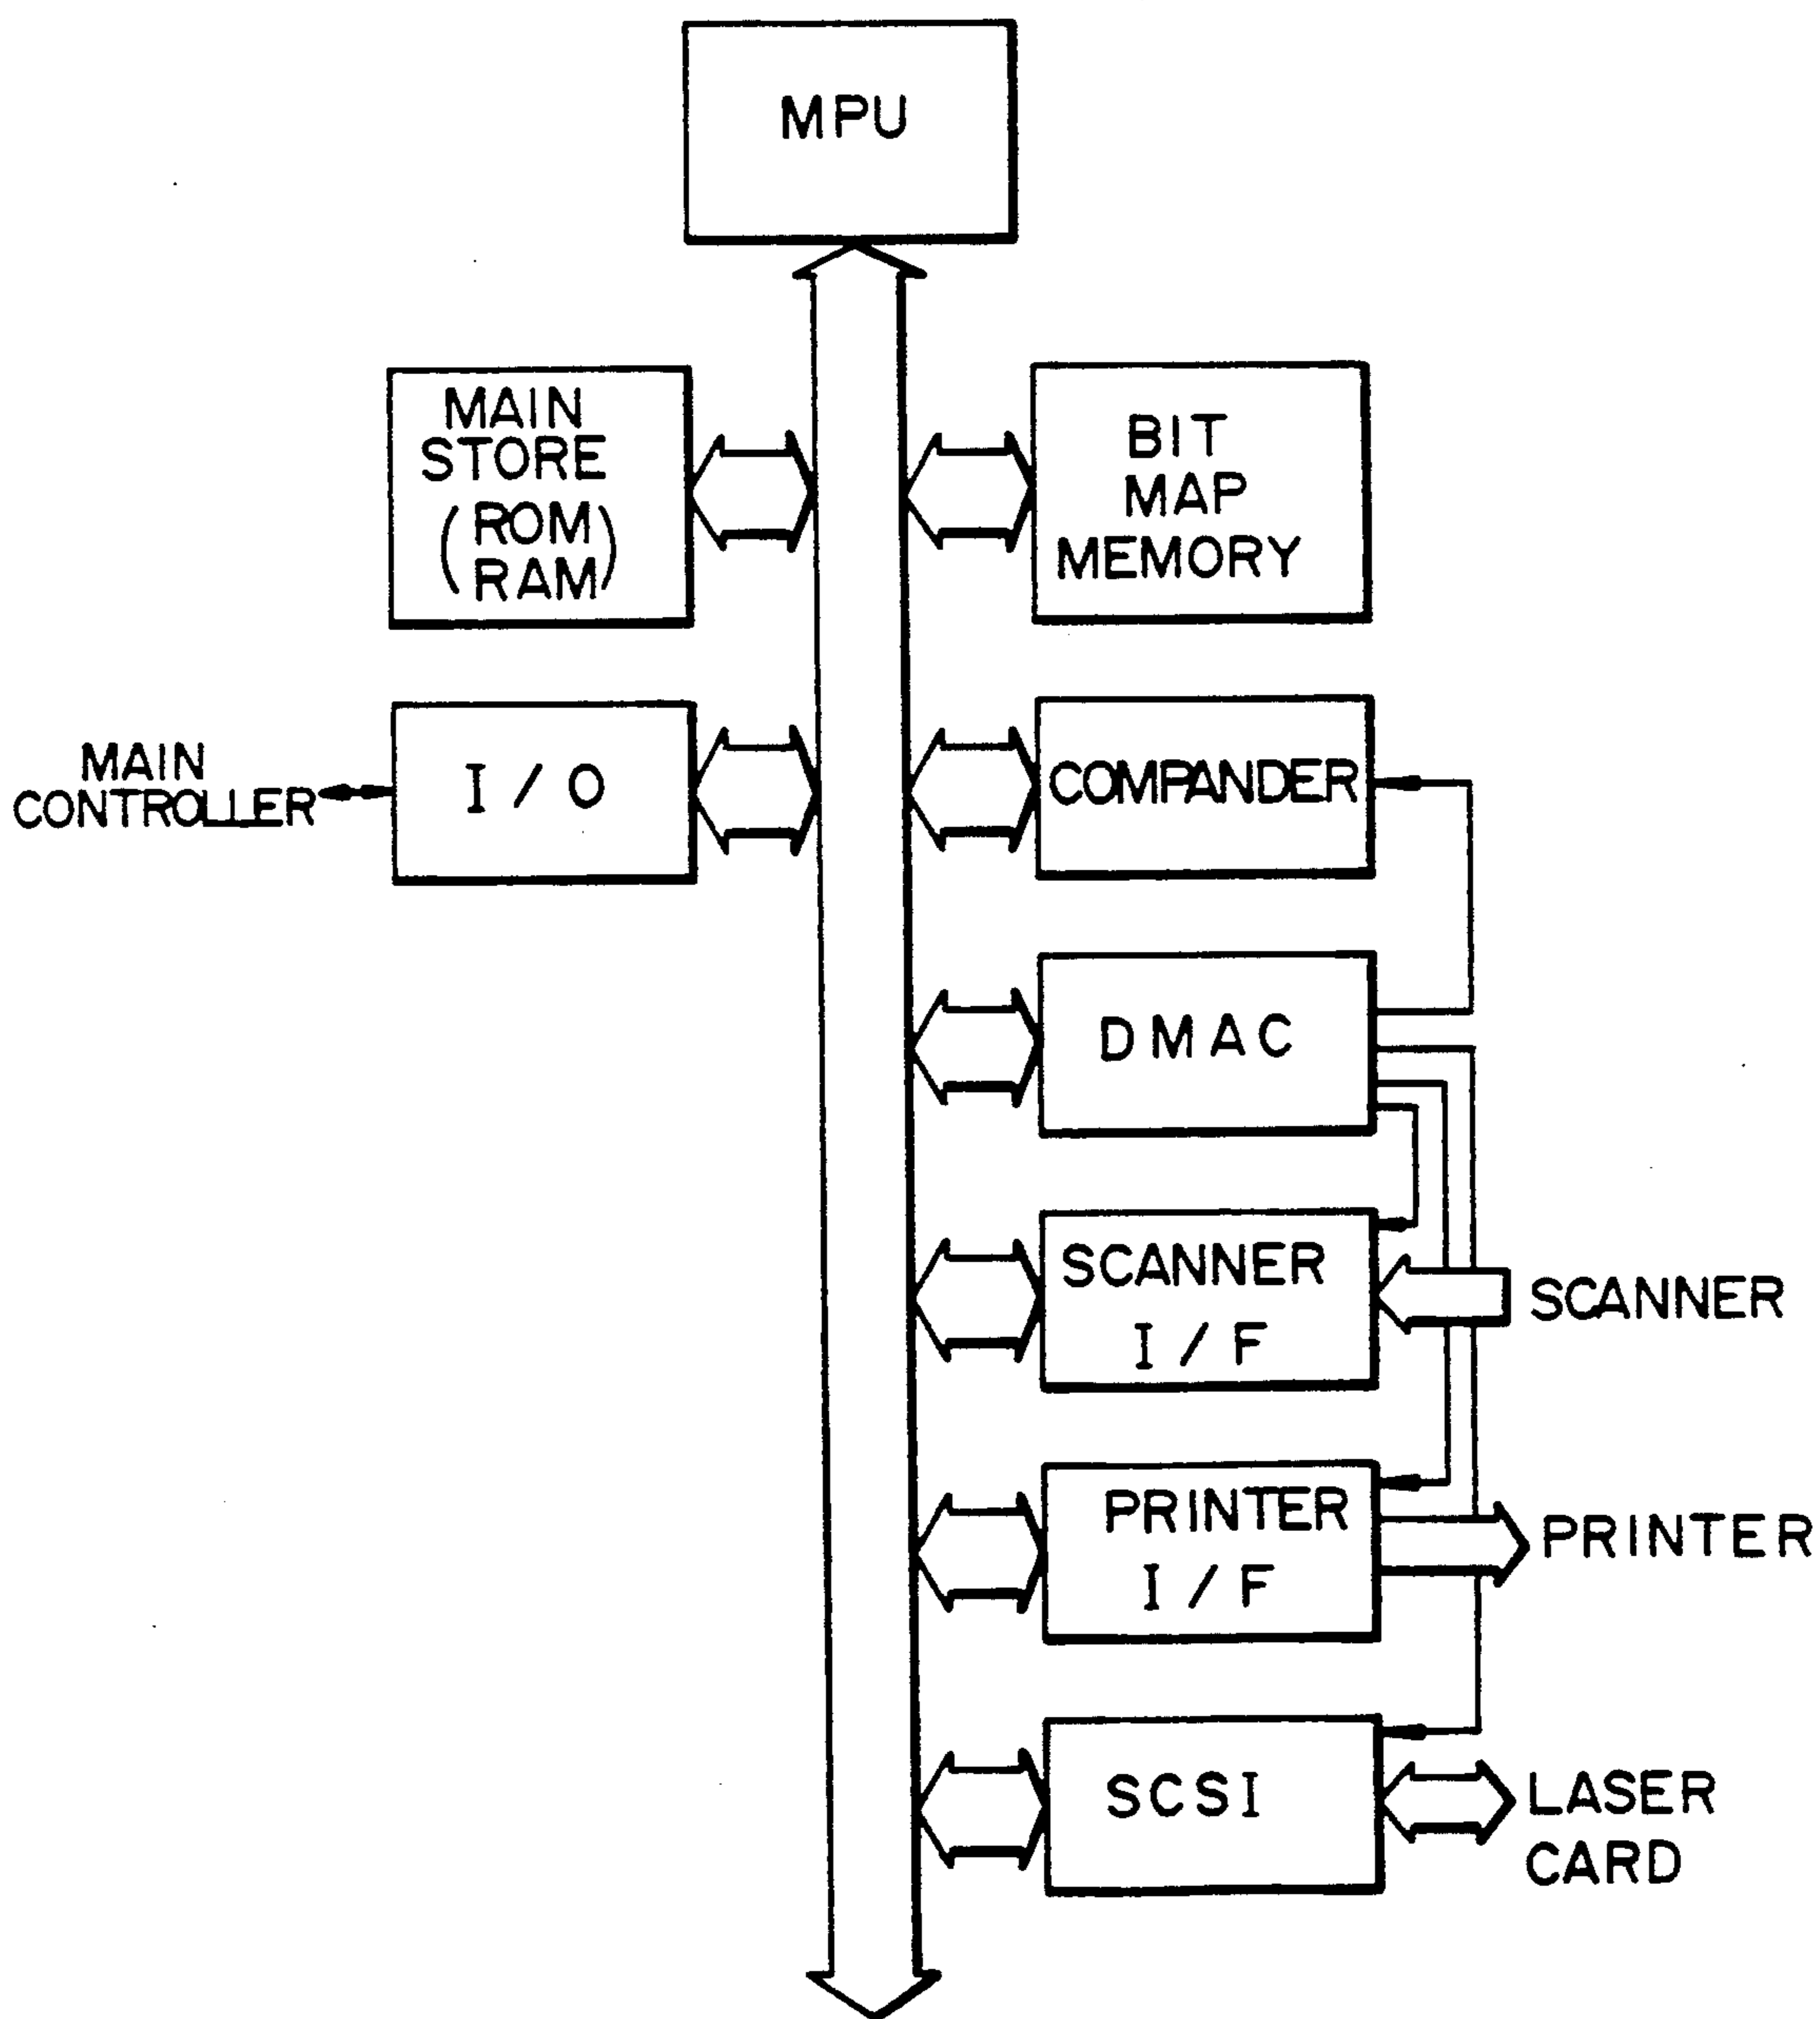 MPU
MAIN
STORE
(ROM
RAM)
BIT
MAP
MEMORY
MAIN
CONTROLLER
I/O
COMPANDER
DMAC
SCANNER
I/F
SCANNER
PRINTER
I/F
PRINTER
SCSI
LASER
CARD